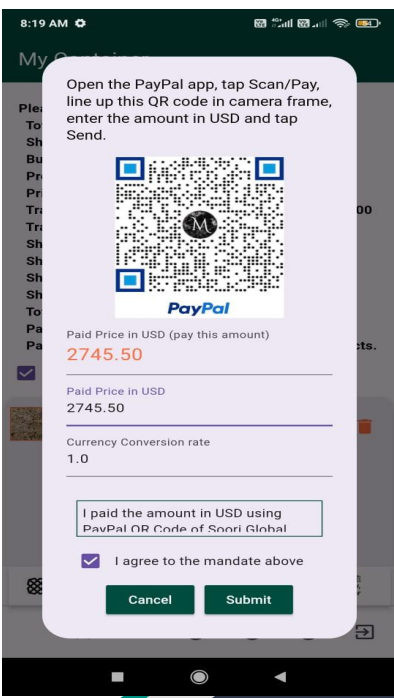 8:19 AM
My
Open the PayPal app, tap Scan/Pay,
line up this QR code in camera frame,
enter the amount in USD and tap
Send.
M
PayPal
Paid Price in USD (pay this amount)
2745.50
Paid Price in USD
2745.50
Currency Conversion rate
1.0
I paid the amount in USD using
PayPal QR Code of Soori Global
I agree to the mandate above
Cancel
Submit